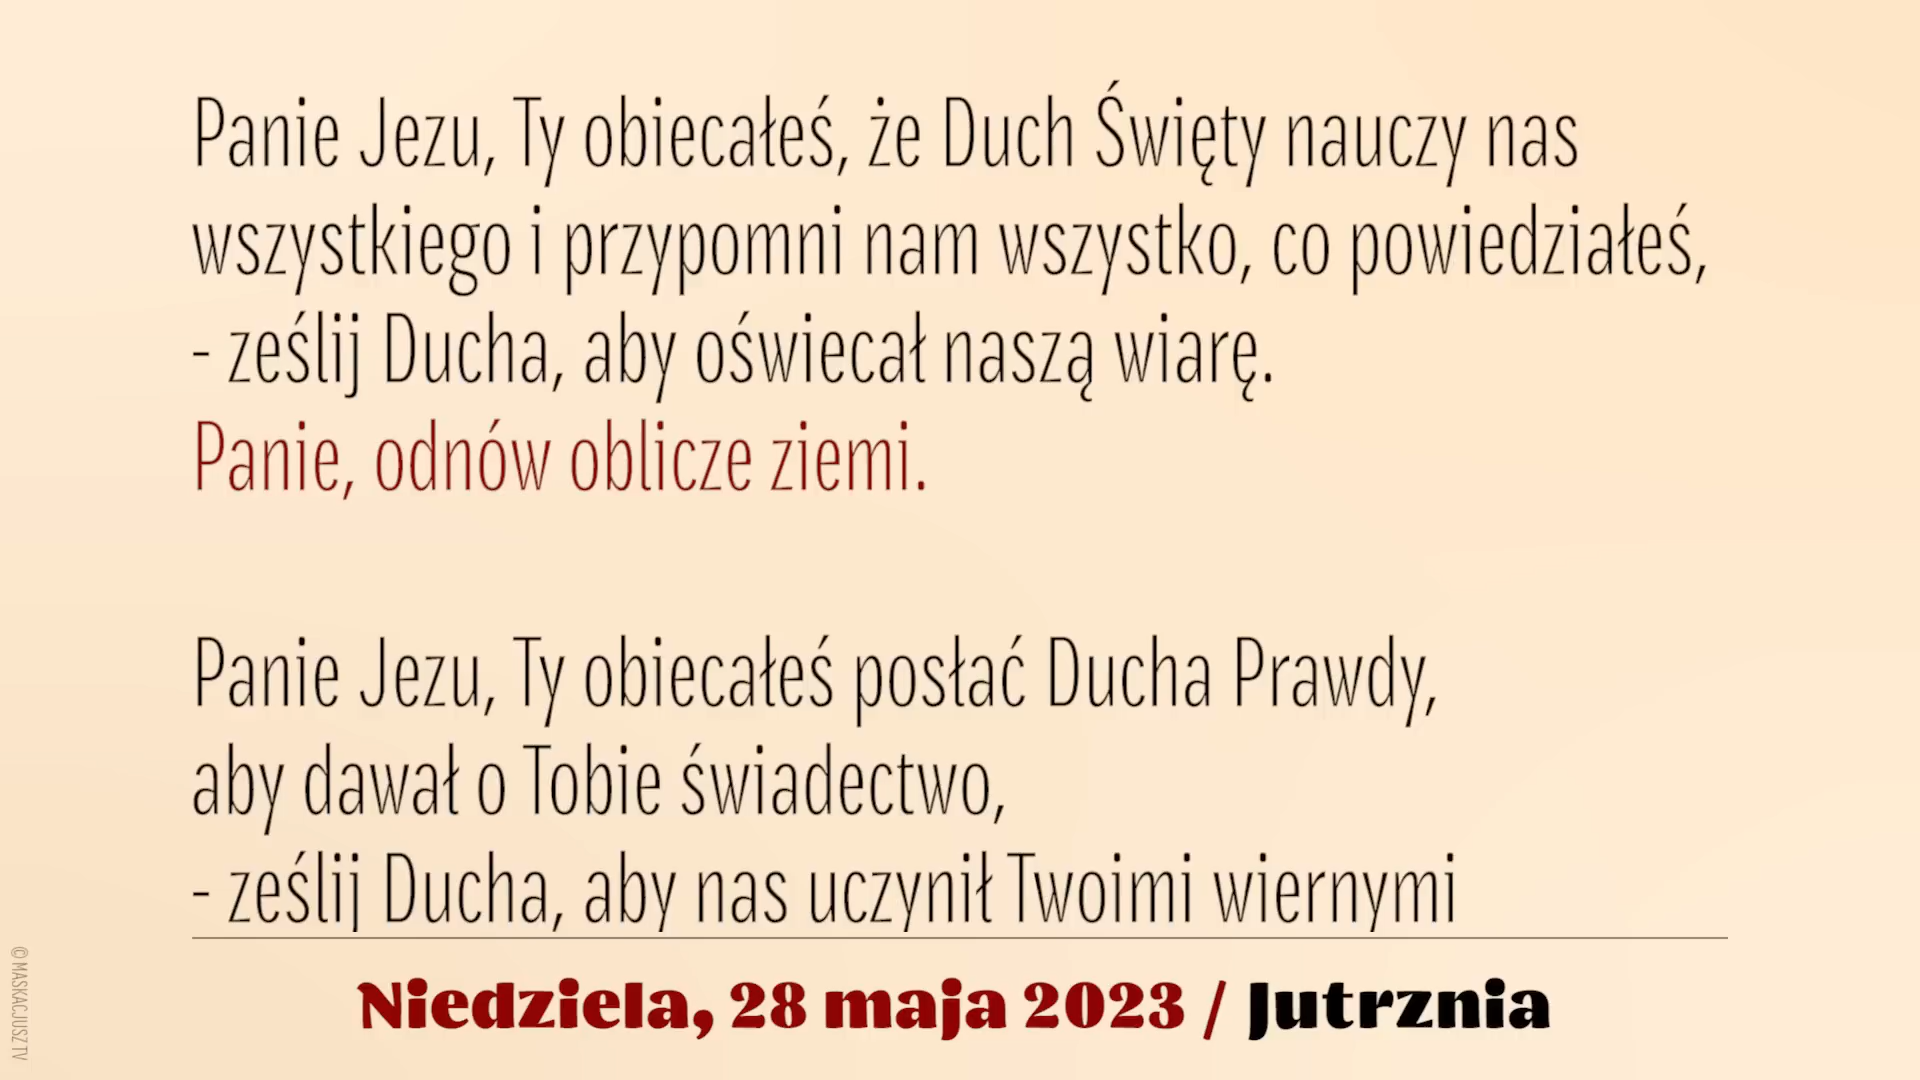 Panie Jezu, Ty obiecałeś, że Duch Święty nauczy nas
wszystkiego i przypomni nam wszystko, co powiedziałeś,
- ześlij Ducha, aby oświecał naszą wiarę.
Panie, odnów oblicze ziemi.
Panie Jezu, Ty obiecałeś posłać Ducha Prawdy,
aby dawał o Tobie świadectwo,
- ześlij Ducha, aby nas uczynił Twoimi wiernymi
Niedziela, 28 maja 2023 / Jutrznia
© MASKACJUSZ TV